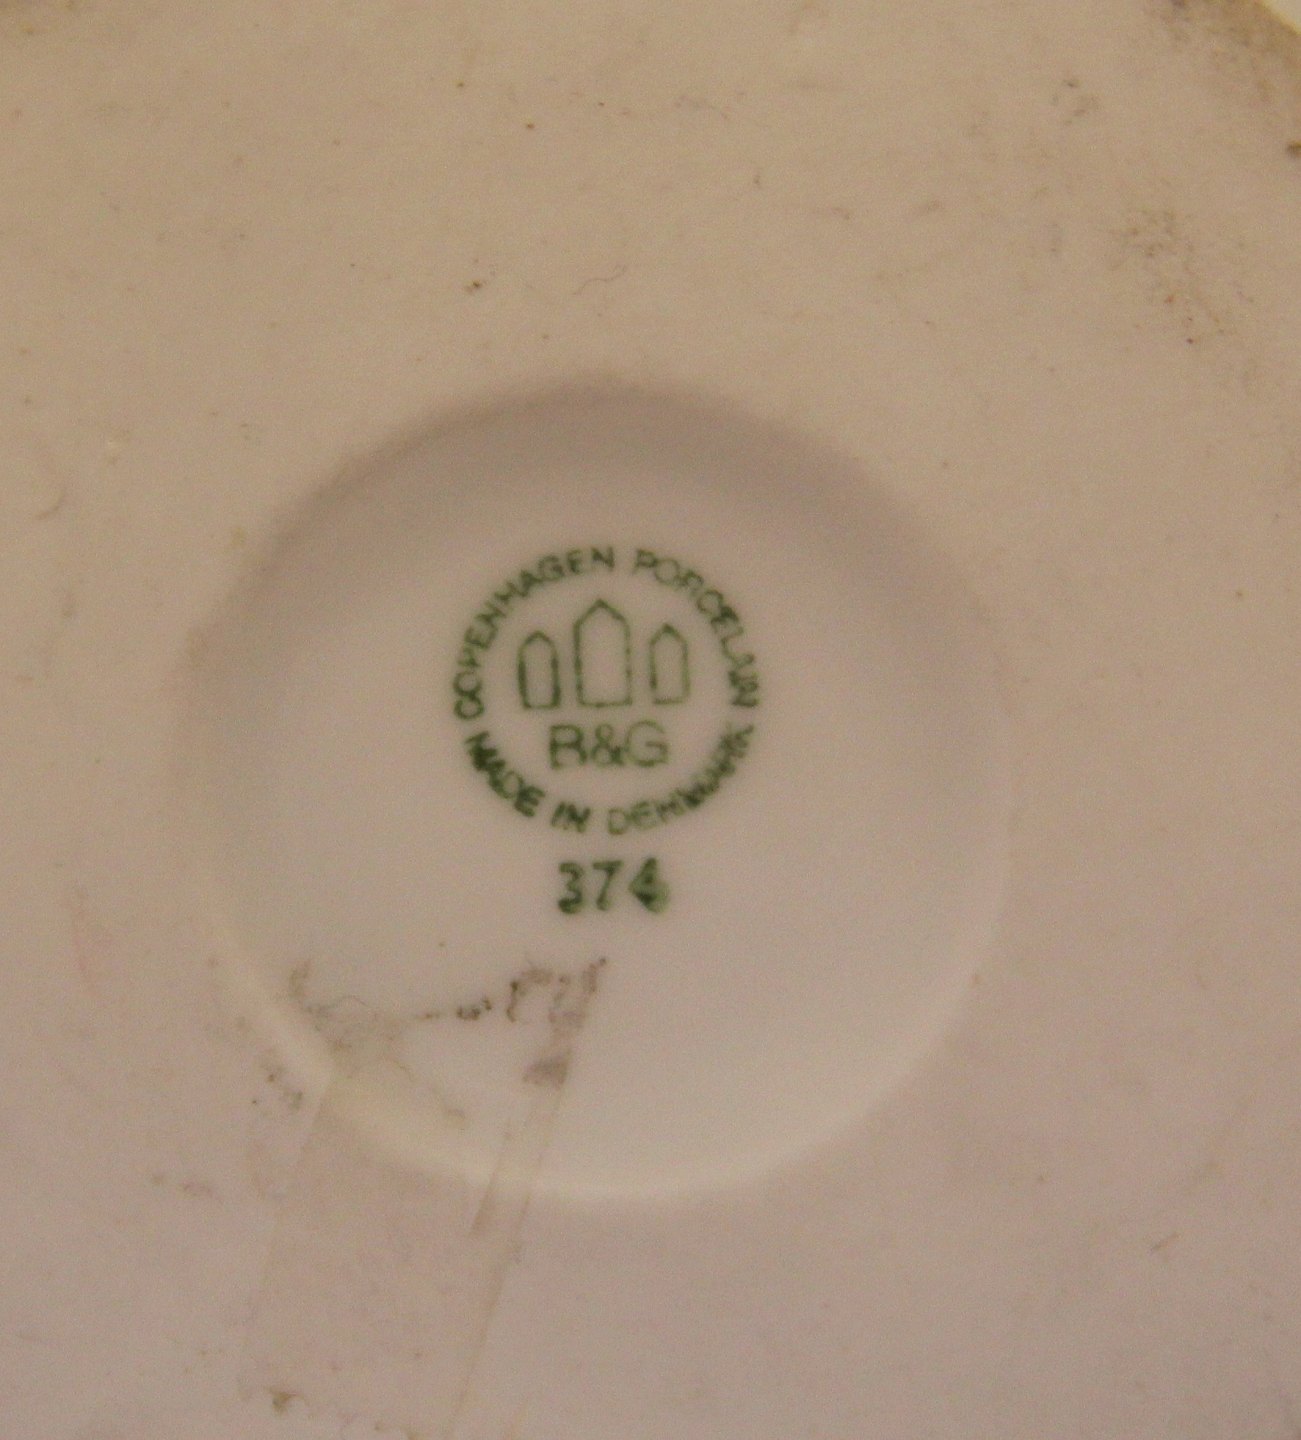 COPENHAGEN PORCELAIN
B&G
MADE IN DENMARK
374